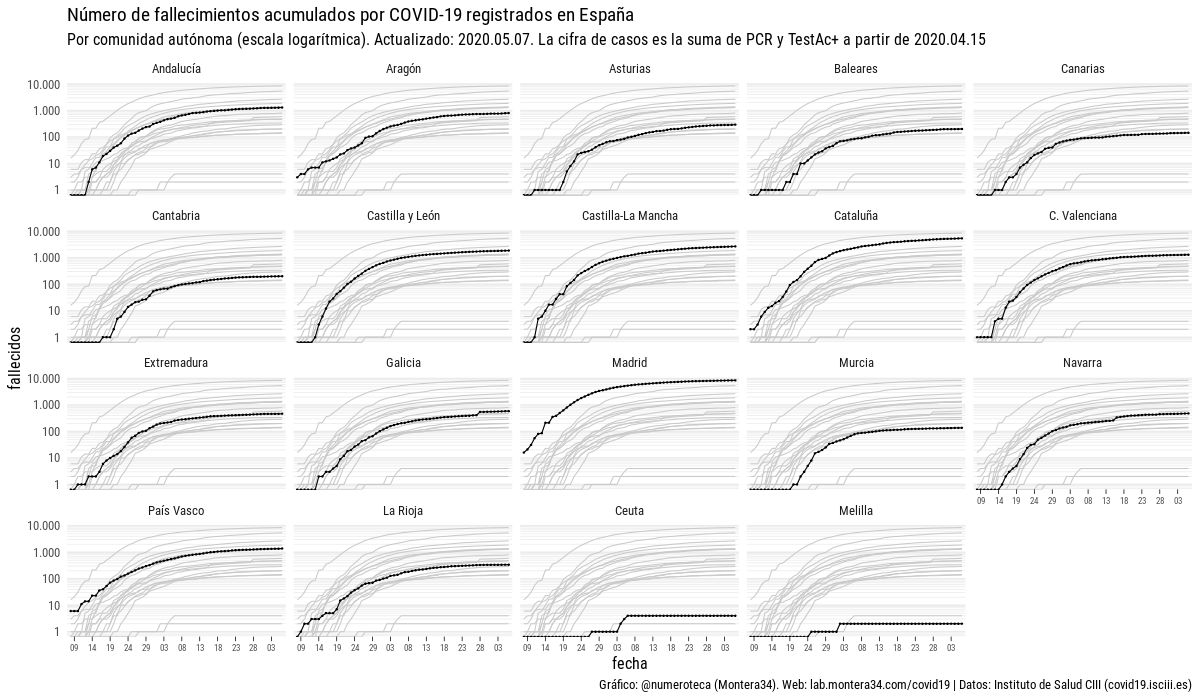 Número de fallecimientos acumulados por COVID-19 registrados en España
Por comunidad autónoma (escala logarítmica). Actualizado: 2020.05.07. La cifra de casos es la suma de PCR y TestAc+ a partir de 2020.04.15
Andalucía Aragón Asturias Baleares Canarias
10.000
1.000
100
10
1
Cantabria Castilla y León Castilla-La Mancha Cataluña C. Valenciana
10.000
1.000
100
10
1
fallecidos
Extremadura Galicia Madrid Murcia Navarra
10.000
1.000
100
10
1
09 14 19 24 29 03 08 13 18 23 28 03
País Vasco La Rioja Ceuta Melilla
10.000
1.000
100
10
1
09 14 19 24 29 03 08 13 18 23 28 03 09 14 19 24 29 03 08 13 18 23 28 03 09 14 19 24 29 03 08 13 18 23 28 03 09 14 19 24 29 03 08 13 18 23 28 03
fecha
Gráfico: @numeroteca (Montera34). Web: lab.montera34.com/covid19 | Datos: Instituto de Salud CIII (covid19.isciii.es)